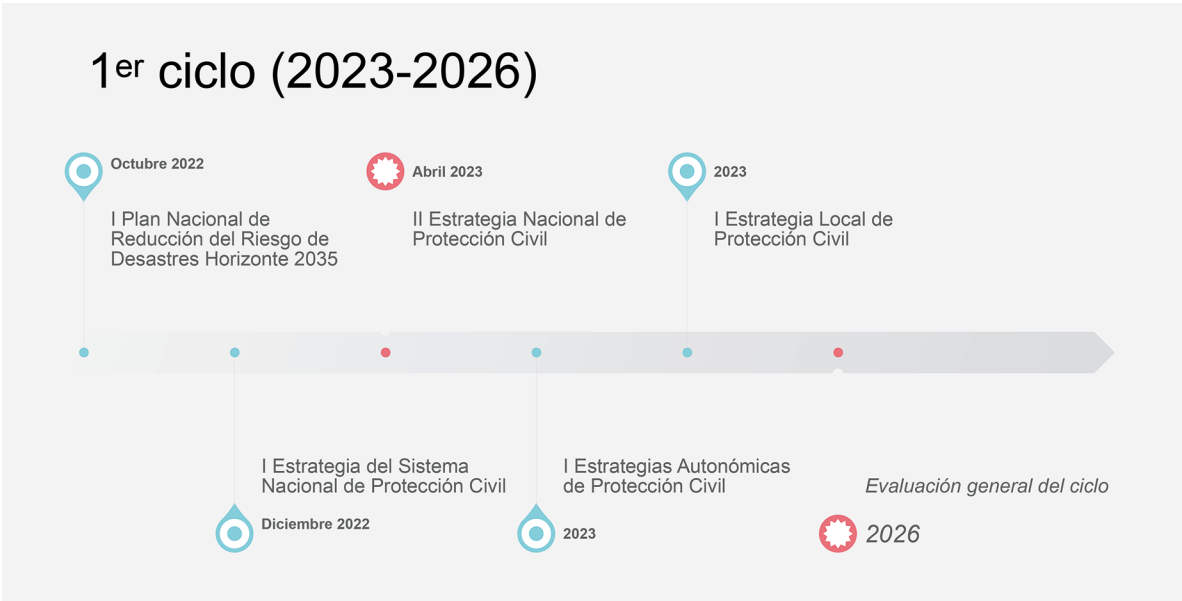 1er ciclo (2023-2026)
Octubre 2022
I Plan Nacional de
Reducción del Riesgo de
Desastres Horizonte 2035
Abril 2023
II Estrategia Nacional de
Protección Civil
2023
I Estrategia Local de
Protección Civil
I Estrategia del Sistema
Nacional de Protección Civil
Diciembre 2022
I Estrategias Autonómicas
de Protección Civil
2023
Evaluación general del ciclo
2026